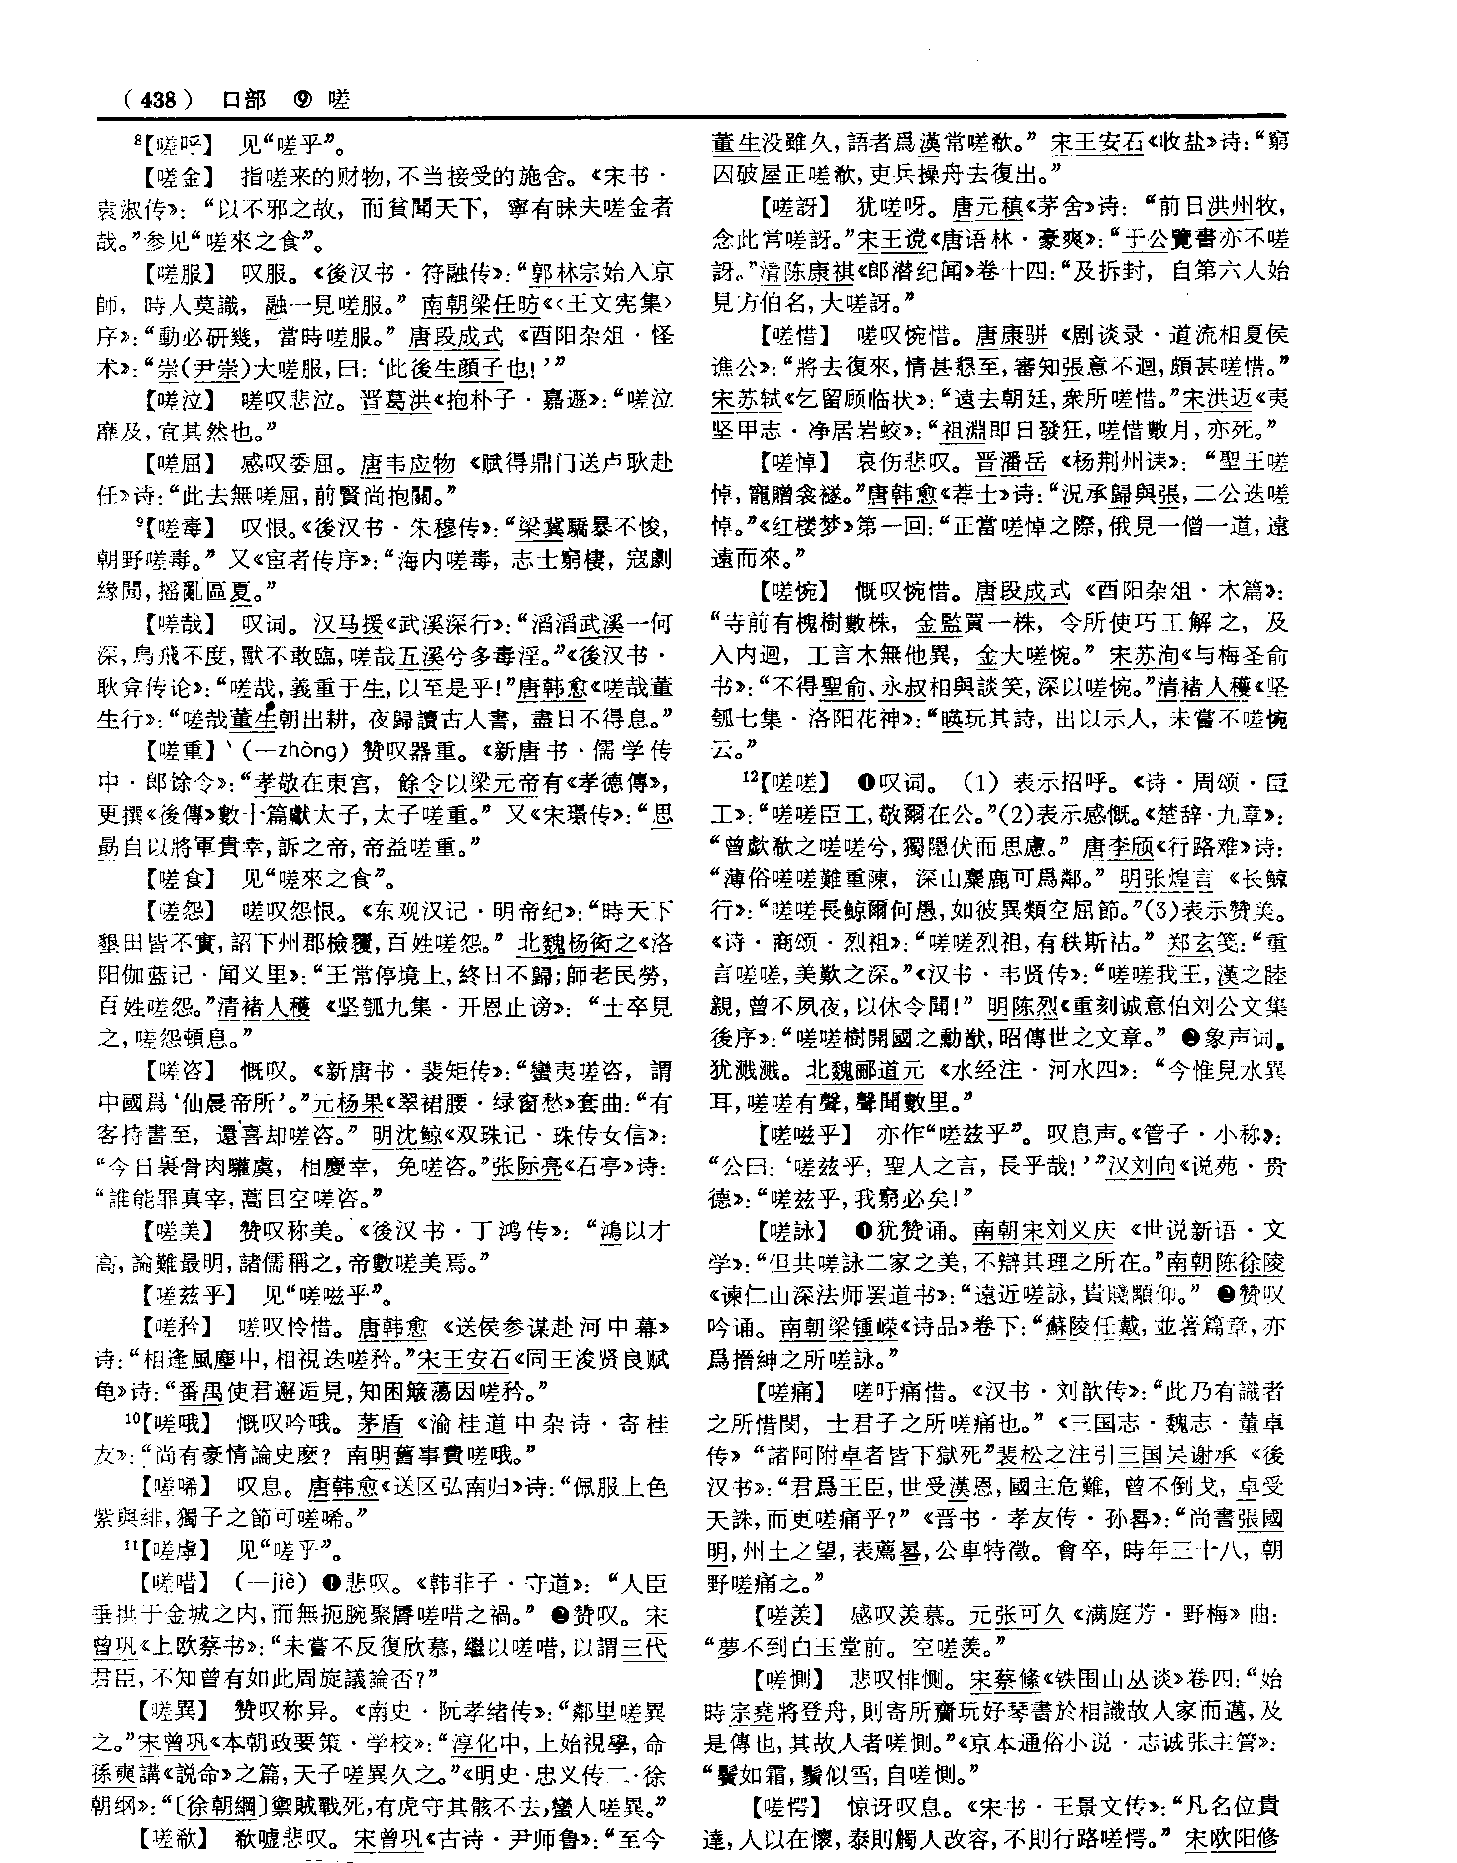 （438） 口部 ⑨ 嗟
⁸【嗟呼】 见“嗟乎”。
【嗟金】 指嗟来的财物，不当接受的施舍。《宋书·
袁淑传》：“以不邪之故，而貧聞天下，寧有昧夫嗟金者
哉。”参见“嗟來之食”。
【嗟服】 叹服。《後汉书·符融传》：“郭林宗始入京
師，時人莫識，融一見嗟服。” 南朝梁任昉《〈王文宪集〉
序》：“動必研幾，當時嗟服。” 唐段成式《酉阳杂俎·怪
术》：“崇(尹崇)大嗟服，曰：‘此後生顔子也！’”
【嗟泣】 嗟叹悲泣。晋葛洪《抱朴子·嘉遯》：“嗟泣
靡及，宜其然也。”
【嗟屈】 感叹委屈。唐韦应物《赋得鼎门送卢耿赴
任》诗：“此去無嗟屈，前賢尚抱關。”
⁹【嗟毒】 叹恨。《後汉书·朱穆传》：“梁冀驕暴不悛，
朝野嗟毒。” 又《宦者传序》：“海内嗟毒，志士窮棲，寇劇
緣間，摇亂區夏。”
【嗟哉】 叹词。汉马援《武溪深行》：“滔滔武溪一何
深，鳥飛不度，獸不敢臨，嗟哉五溪兮多毒淫。”《後汉书·
耿弇传论》：“嗟哉，義重于生，以至是乎！”唐韩愈《嗟哉董
生行》：“嗟哉董生朝出耕，夜歸讀古人書，盡日不得息。”
【嗟重】 (—zhòng) 赞叹器重。《新唐书·儒学传
中·郎馀令》：“孝敬在東宫，餘令以梁元帝有《孝德傳》，
更撰《後傳》數十篇獻太子，太子嗟重。” 又《宋璟传》：“思
勗自以將軍貴幸，訴之帝，帝益嗟重。”
【嗟食】 见“嗟來之食”。
【嗟怨】 嗟叹怨恨。《东观汉记·明帝纪》：“時天下
墾田皆不實，詔下州郡檢覆，百姓嗟怨。” 北魏杨衒之《洛
阳伽蓝记·闻义里》：“王常停境上，終日不歸；師老民勞，
百姓嗟怨。”清褚人穫《坚瓠九集·开恩止谤》：“士卒見
之，嗟怨頓息。”
【嗟咨】 慨叹。《新唐书·裴矩传》：“蠻夷嗟咨，謂
中國爲‘仙晨帝所’。”元杨果《翠裙腰·绿窗愁》套曲：“有
客持書至，還喜却嗟咨。” 明沈鲸《双珠记·珠传女信》：
“今日裏骨肉驩虞，相慶幸，免嗟咨。”张际亮《石亭》诗：
“誰能罪真宰，蒿目空嗟咨。”
【嗟美】 赞叹称美。《後汉书·丁鸿传》：“鴻以才
高，論難最明，諸儒稱之，帝數嗟美焉。”
【嗟兹乎】 见“嗟嗞乎”。
【嗟矜】 嗟叹怜惜。唐韩愈《送侯参谋赴河中幕》
诗：“相逢風塵中，相視迭嗟矜。”宋王安石《同王浚贤良赋
龟》诗：“番禺使君邂逅見，知困簸蕩因嗟矜。”
¹⁰【嗟哦】 慨叹吟哦。茅盾《渝桂道中杂诗·寄桂
友》：“尚有豪情論史麽？南明舊事費嗟哦。”
【嗟唏】 叹息。唐韩愈《送区弘南归》诗：“佩服上色
紫與緋，獨子之節可嗟唏。”
¹¹【嗟虖】 见“嗟乎”。
【嗟唶】 (—jiè) ❶悲叹。《韩非子·守道》：“人臣
垂拱于金城之内，而無扼腕聚脣嗟唶之禍。” ❷赞叹。宋
曾巩《上欧蔡书》：“未嘗不反復欣慕，繼以嗟唶，以謂三代
君臣，不知曾有如此周旋議論否？”
【嗟異】 赞叹称异。《南史·阮孝绪传》：“鄰里嗟異
之。”宋曾巩《本朝政要策·学校》：“淳化中，上始視學，命
孫奭講《説命》之篇，天子嗟異久之。”《明史·忠义传二·徐
朝纲》：“〔徐朝綱〕禦賊戰死，有虎守其骸不去，蠻人嗟異。”
【嗟欷】 欷嘘悲叹。宋曾巩《古诗·尹师鲁》：“至今
董生没雖久，語者爲漢常嗟欷。” 宋王安石《收盐》诗：“窮
囚破屋正嗟欷，吏兵操舟去復出。”
【嗟訝】 犹嗟呀。唐元稹《茅舍》诗：“前日洪州牧，
念此常嗟訝。”宋王谠《唐语林·豪爽》：“于公覽書亦不嗟
訝。”清陈康祺《郎潜纪闻》卷十四：“及拆封，自第六人始
見方伯名，大嗟訝。”
【嗟惜】 嗟叹惋惜。唐康骈《剧谈录·道流相夏侯
谯公》：“將去復來，情甚懇至，審知張意不迴，頗甚嗟惜。”
宋苏轼《乞留顾临状》：“遠去朝廷，衆所嗟惜。”宋洪迈《夷
坚甲志·净居岩蛟》：“祖淵即日發狂，嗟惜數月，亦死。”
【嗟悼】 哀伤悲叹。晋潘岳《杨荆州诔》：“聖王嗟
悼，寵贈衾襚。”唐韩愈《荐士》诗：“況承歸與張，二公迭嗟
悼。”《红楼梦》第一回：“正當嗟悼之際，俄見一僧一道，遠
遠而來。”
【嗟惋】 慨叹惋惜。唐段成式《酉阳杂俎·木篇》：
“寺前有槐樹數株，金監買一株，令所使巧工解之，及
入内迴，工言木無他異，金大嗟惋。” 宋苏洵《与梅圣俞
书》：“不得聖俞、永叔相與談笑，深以嗟惋。”清褚人穫《坚
瓠七集·洛阳花神》：“暎玩其詩，出以示人，未嘗不嗟惋
云。”
¹²【嗟嗟】 ❶叹词。（1）表示招呼。《诗·周颂·臣
工》：“嗟嗟臣工，敬爾在公。”（2）表示感慨。《楚辞·九章》：
“曾歔欷之嗟嗟兮，獨隱伏而思慮。” 唐李颀《行路难》诗：
“薄俗嗟嗟難重陳，深山麋鹿可爲鄰。” 明张煌言《长鲸
行》：“嗟嗟長鲸爾何愚，如彼異類空屈節。”（3）表示赞美。
《诗·商颂·烈祖》：“嗟嗟烈祖，有秩斯祜。” 郑玄笺：“重
言嗟嗟，美歎之深。”《汉书·韦贤传》：“嗟嗟我王，漢之睦
親，曾不夙夜，以休令聞！” 明陈烈《重刻诚意伯刘公文集
後序》：“嗟嗟樹開國之勳猷，昭傳世之文章。” ❷象声词。
犹溅溅。北魏郦道元《水经注·河水四》：“今惟見水異
耳，嗟嗟有聲，聲聞數里。”
【嗟嗞乎】 亦作“嗟兹乎”。叹息声。《管子·小称》：
“公曰：‘嗟兹乎，聖人之言，長乎哉！’”汉刘向《说苑·贵
德》：“嗟兹乎，我窮必矣！”
【嗟詠】 ❶犹赞诵。南朝宋刘义庆《世说新语·文
学》：“但共嗟詠二家之美，不辯其理之所在。”南朝陈徐陵
《谏仁山深法师罢道书》：“遠近嗟詠，貴賤顒仰。” ❷赞叹
吟诵。南朝梁锺嵘《诗品》卷下：“蘇陵任戴，並著篇章，亦
爲搢紳之所嗟詠。”
【嗟痛】 嗟吁痛惜。《汉书·刘歆传》：“此乃有識者
之所惜閔，士君子之所嗟痛也。”《三国志·魏志·董卓
传》“諸阿附卓者皆下獄死”裴松之注引三国吴谢承《後
汉书》：“君爲王臣，世受漢恩，國主危難，曾不倒戈，卓受
天誅，而更嗟痛乎？”《晋书·孝友传·孙晷》：“尚書張國
明，州土之望，表薦晷，公車特徵。會卒，時年三十八，朝
野嗟痛之。”
【嗟羡】 感叹羡慕。元张可久《满庭芳·野梅》曲：
“夢不到白玉堂前。空嗟羡。”
【嗟惻】 悲叹悱恻。宋蔡絛《铁围山丛谈》卷四：“始
時宗堯將登舟，則寄所齎玩好琴書於相識故人家而邁，及
是傳也，其故人者嗟惻。”《京本通俗小说·志诚张主管》：
“鬢如霜，鬚似雪，自嗟惻。”
【嗟愕】 惊讶叹息。《宋书·王景文传》：“凡名位貴
達，人以在懷，泰則觸人改容，不則行路嗟愕。” 宋欧阳修